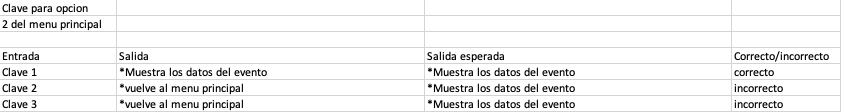 Clave para opcion
2 del menu principal
Entrada Salida Salida esperada Correcto/incorrecto
Clave 1 *Muestra los datos del evento *Muestra los datos del evento correcto
Clave 2 *vuelve al menu principal *Muestra los datos del evento incorrecto
Clave 3 *vuelve al menu principal *Muestra los datos del evento incorrecto